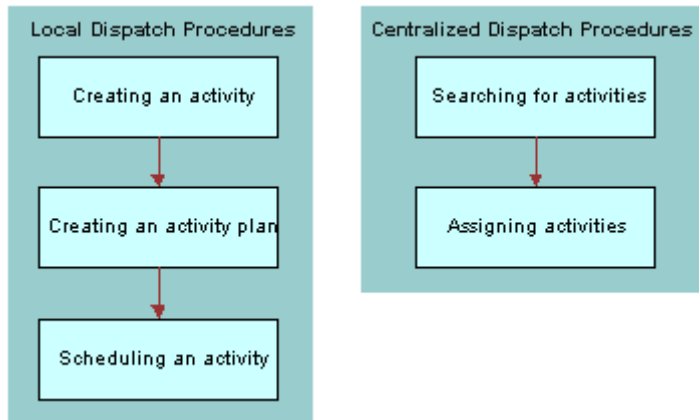 Local Dispatch Procedures
Creating an activity
Creating an activity plan
Scheduling an activity
Centralized Dispatch Procedures
Searching for activities
Assigning activities